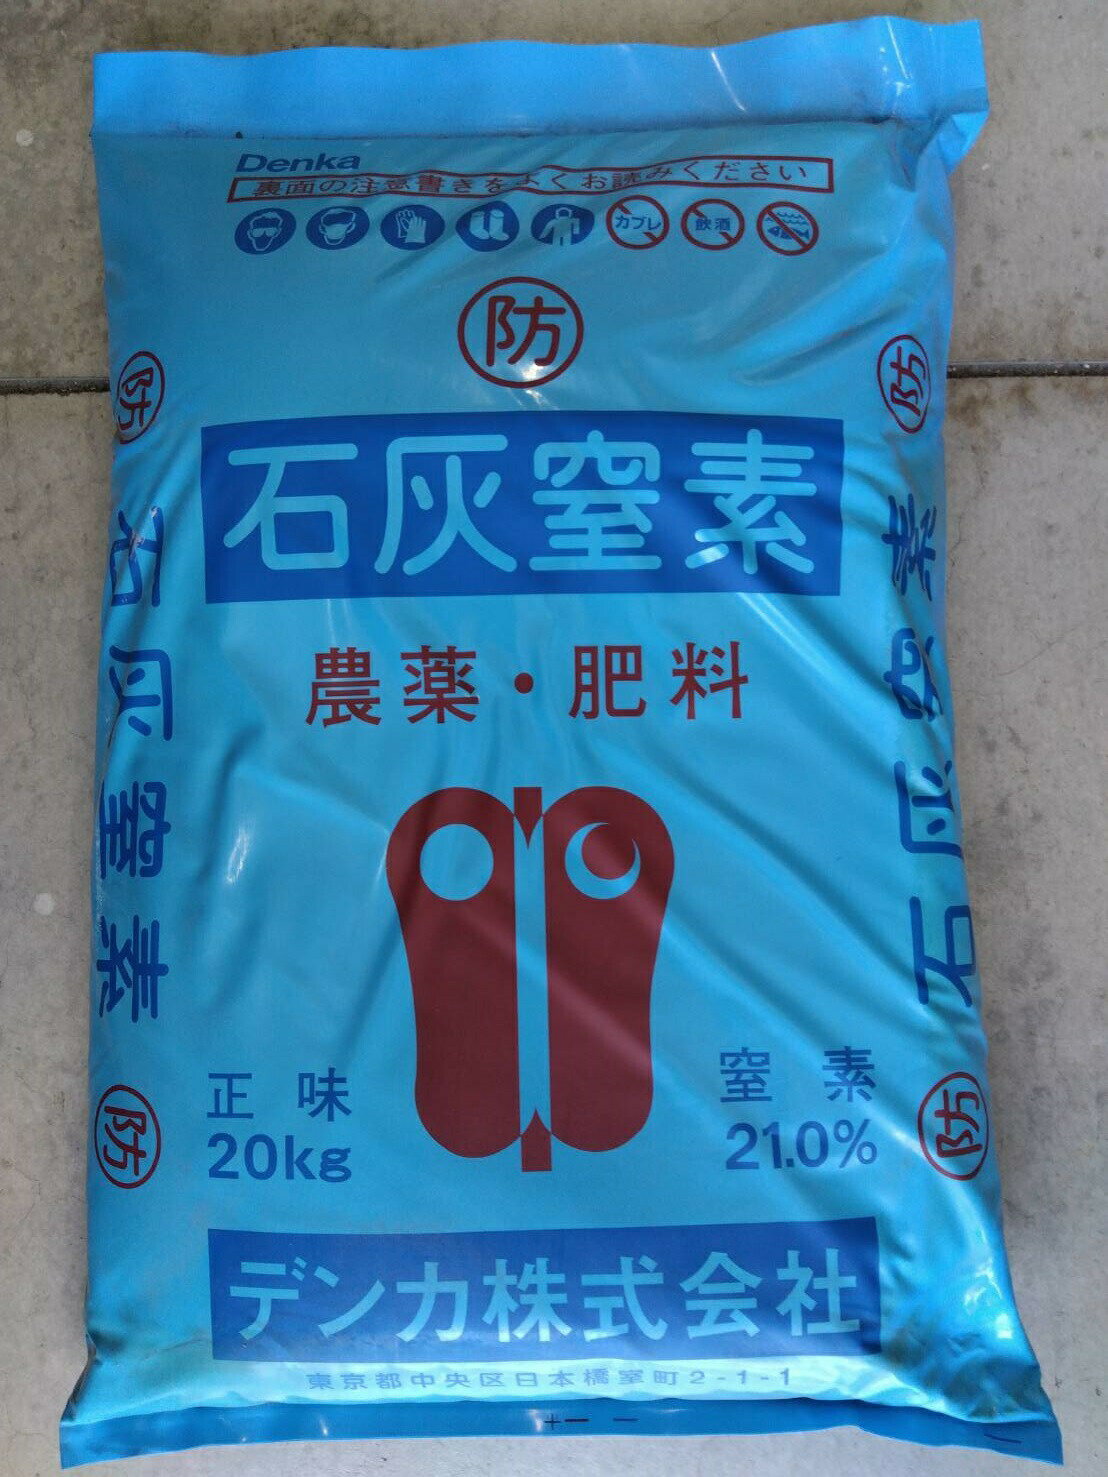 Denka
裏面の注意書きをよくお読みください
カブレ
飲酒
防
防
防
石灰窒素
石灰窒素
石灰窒素
農薬・肥料
正味
20kg
窒素
21.0%
防
防
デンカ株式会社
東京都中央区日本橋室町2-1-1